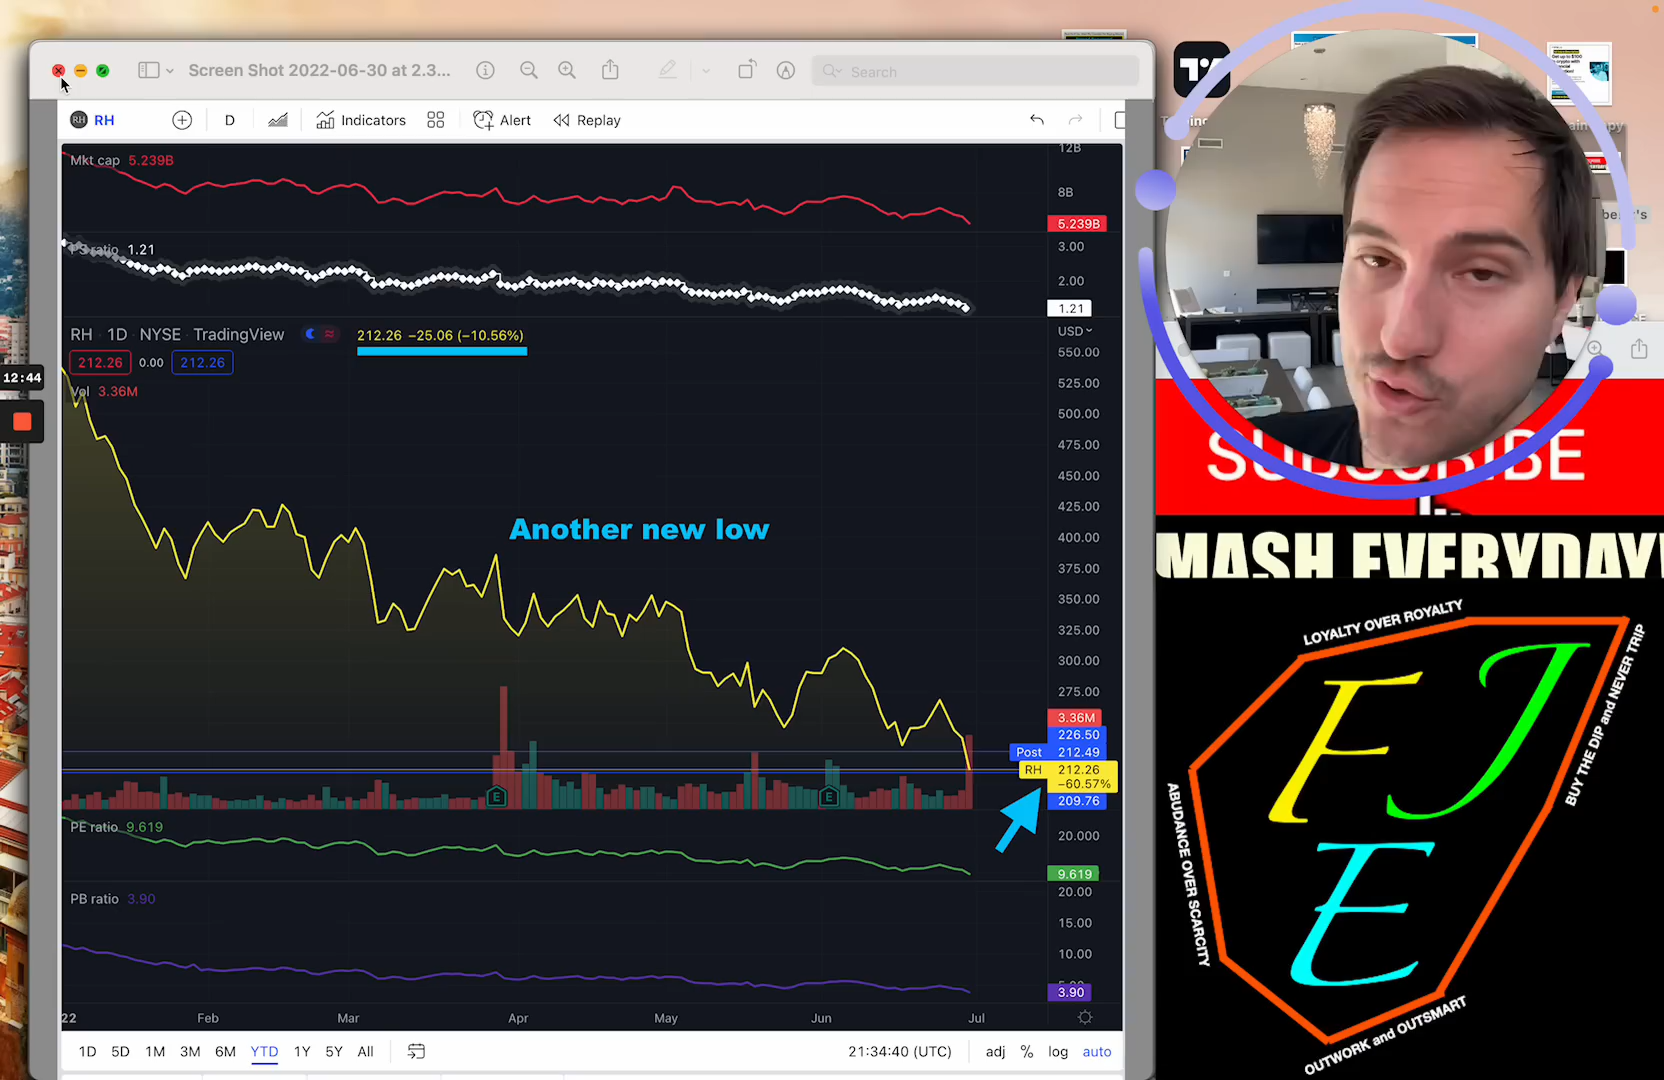 Screen Shot 2022-06-30 at 2.3...
Search
RH
D
Indicators
Alert
Replay
Mkt cap 5.239B
12B
8B
5.239B
PS ratio 1.21
3.00
2.00
1.21
RH 1D NYSE TradingView
212.26 −25.06 (−10.56%)
USD
212.26 0.00 212.26
Vol 3.36M
550.00
525.00
500.00
475.00
450.00
425.00
400.00
375.00
350.00
325.00
300.00
275.00
Another new low
3.36M
226.50
Post 212.49
RH 212.26
−60.57%
209.76
E
E
PE ratio 9.619
20.000
9.619
PB ratio 3.90
20.00
15.00
10.00
3.90
22 Feb Mar Apr May Jun Jul
1D 5D 1M 3M 6M YTD 1Y 5Y All
21:34:40 (UTC)
adj % log auto
12:44
SUBSCRIBE
MASH EVERYDAY!
LOYALTY OVER ROYALTY
BUY THE DIP and NEVER TRIP
ABUDANCE OVER SCARCITY
OUTWORK and OUTSMART
F J
E